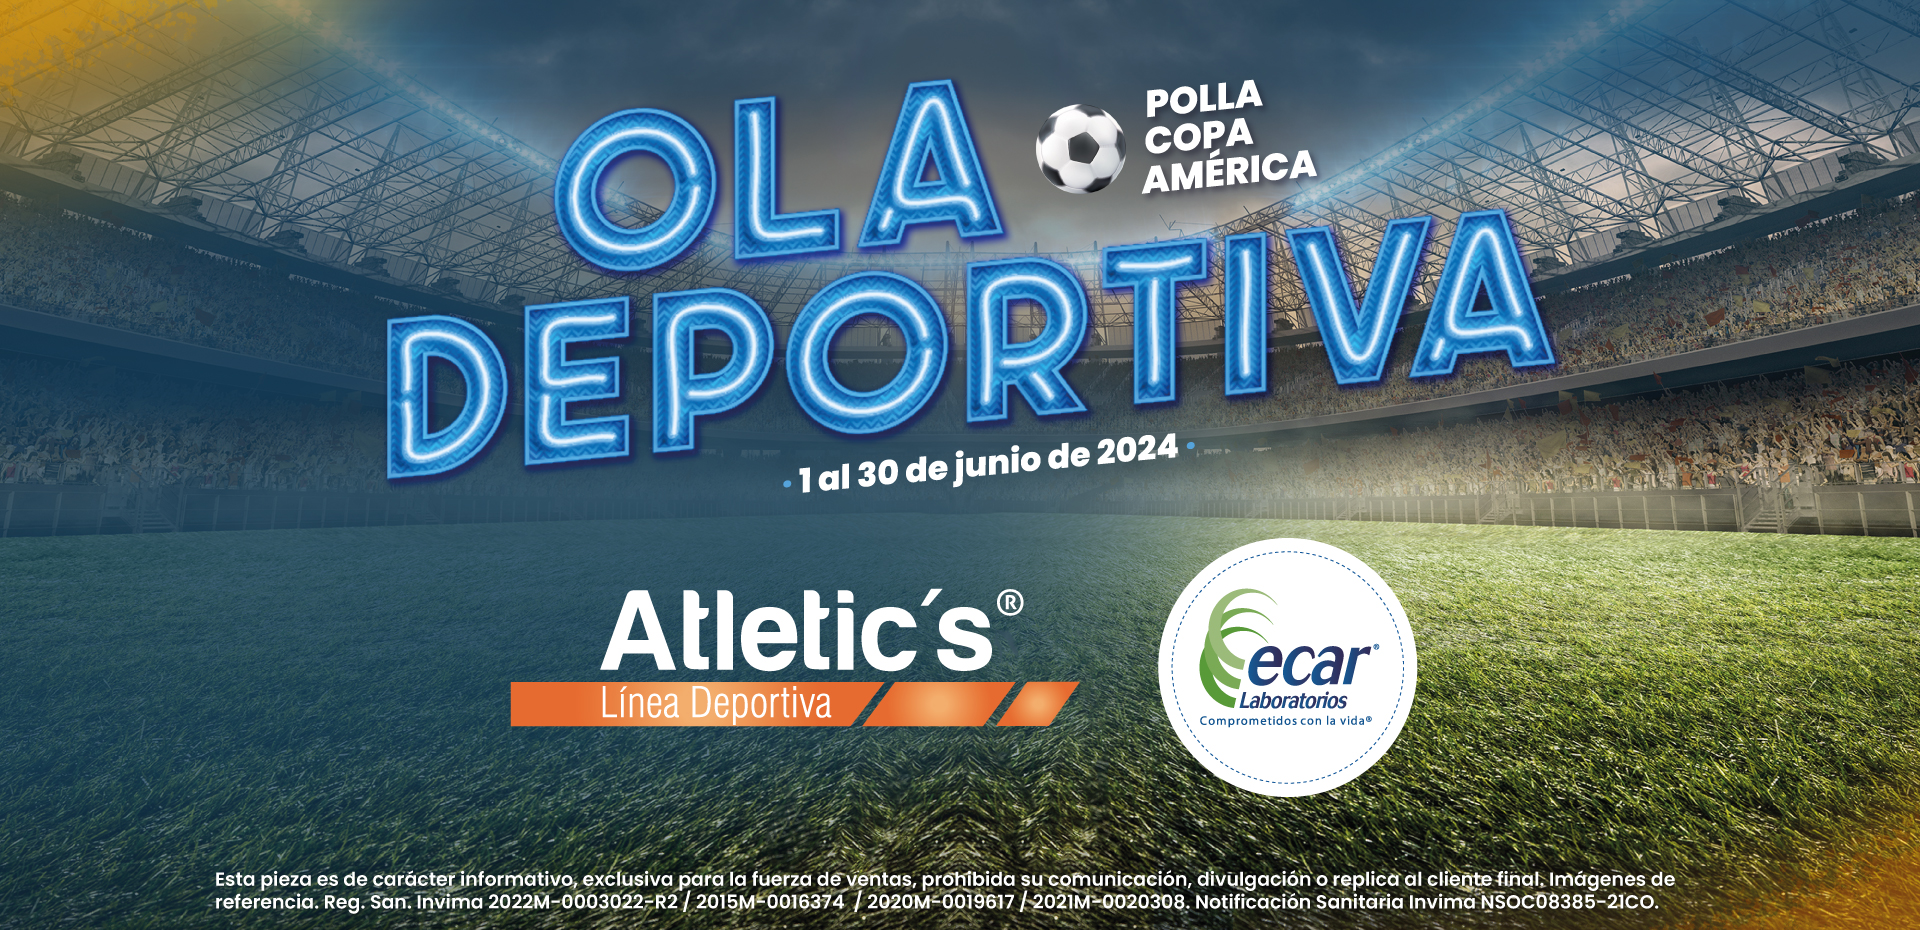 OLA
POLLA
COPA
AMÉRICA
DEPORTIVA
• 1 al 30 de junio de 2024 •
Atletic´s®
Línea Deportiva
ecar®
Laboratorios
Comprometidos con la vida®
Esta pieza es de carácter informativo, exclusiva para la fuerza de ventas, prohibida su comunicación, divulgación o replica al cliente final. Imágenes de
referencia. Reg. San. Invima 2022M-0003022-R2 / 2015M-0016374 / 2020M-0019617 / 2021M-0020308. Notificación Sanitaria Invima NSOC08385-21CO.